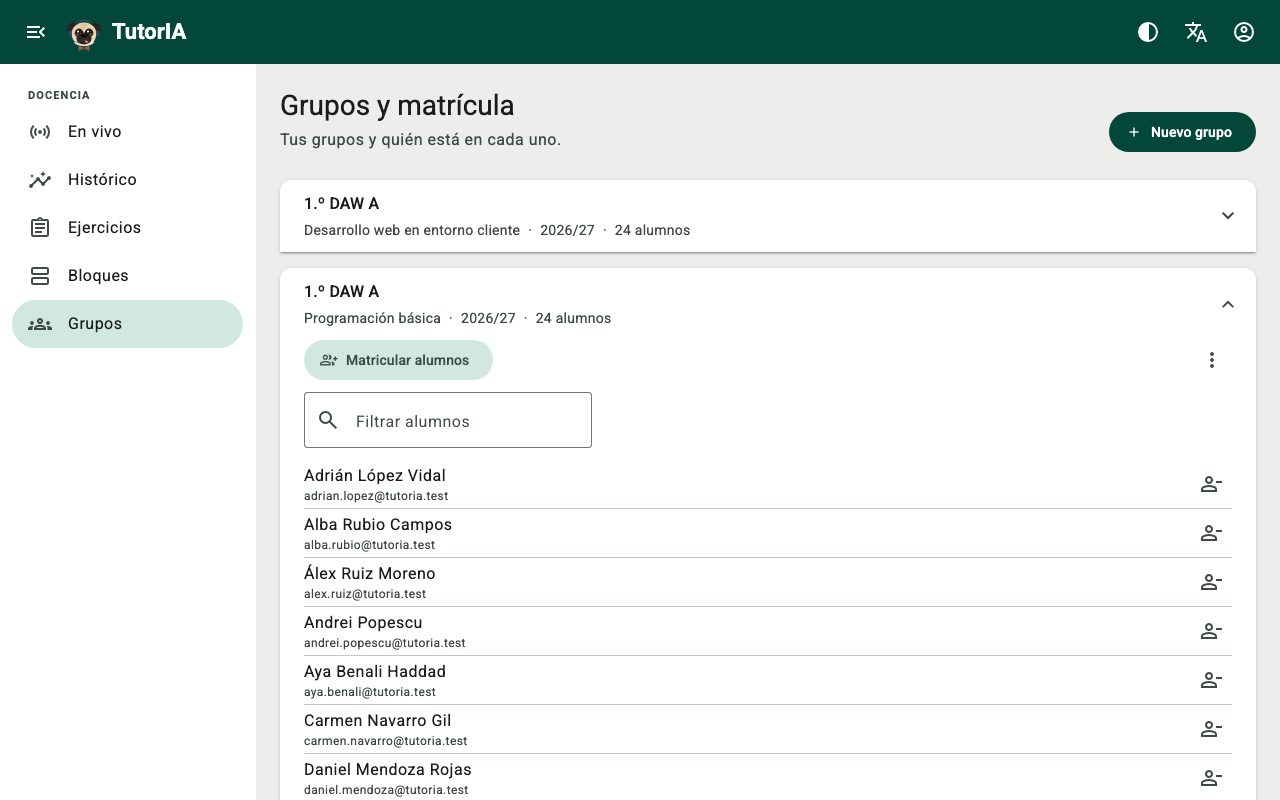 TutorIA
DOCENCIA
En vivo
Histórico
Ejercicios
Bloques
Grupos
Grupos y matrícula
Tus grupos y quién está en cada uno.
Nuevo grupo
1.º DAW A
Desarrollo web en entorno cliente · 2026/27 · 24 alumnos
1.º DAW A
Programación básica · 2026/27 · 24 alumnos
Matricular alumnos
Filtrar alumnos
Adrián López Vidal
adrian.lopez@tutoria.test
Alba Rubio Campos
alba.rubio@tutoria.test
Álex Ruiz Moreno
alex.ruiz@tutoria.test
Andrei Popescu
andrei.popescu@tutoria.test
Aya Benali Haddad
aya.benali@tutoria.test
Carmen Navarro Gil
carmen.navarro@tutoria.test
Daniel Mendoza Rojas
daniel.mendoza@tutoria.test